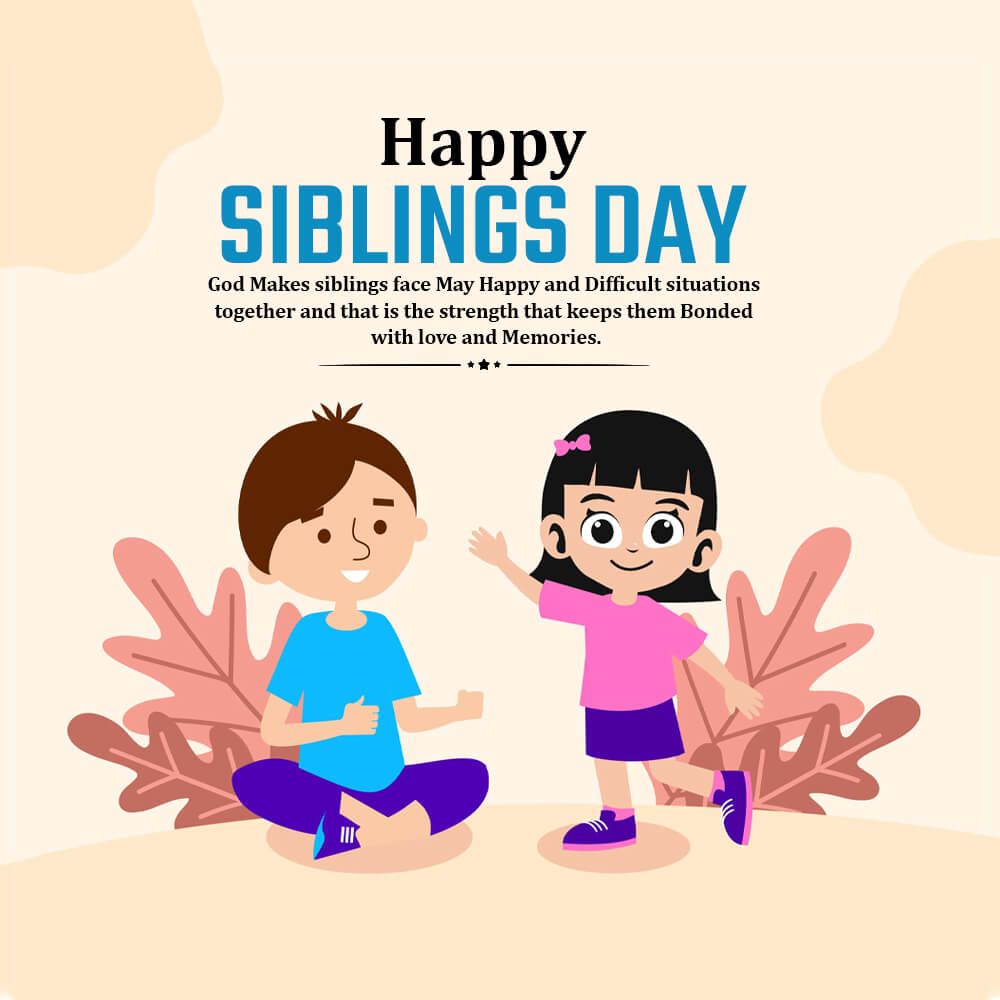 Happy
SIBLINGS DAY
God Makes siblings face May Happy and Difficult situations
together and that is the strength that keeps them Bonded
with love and Memories.